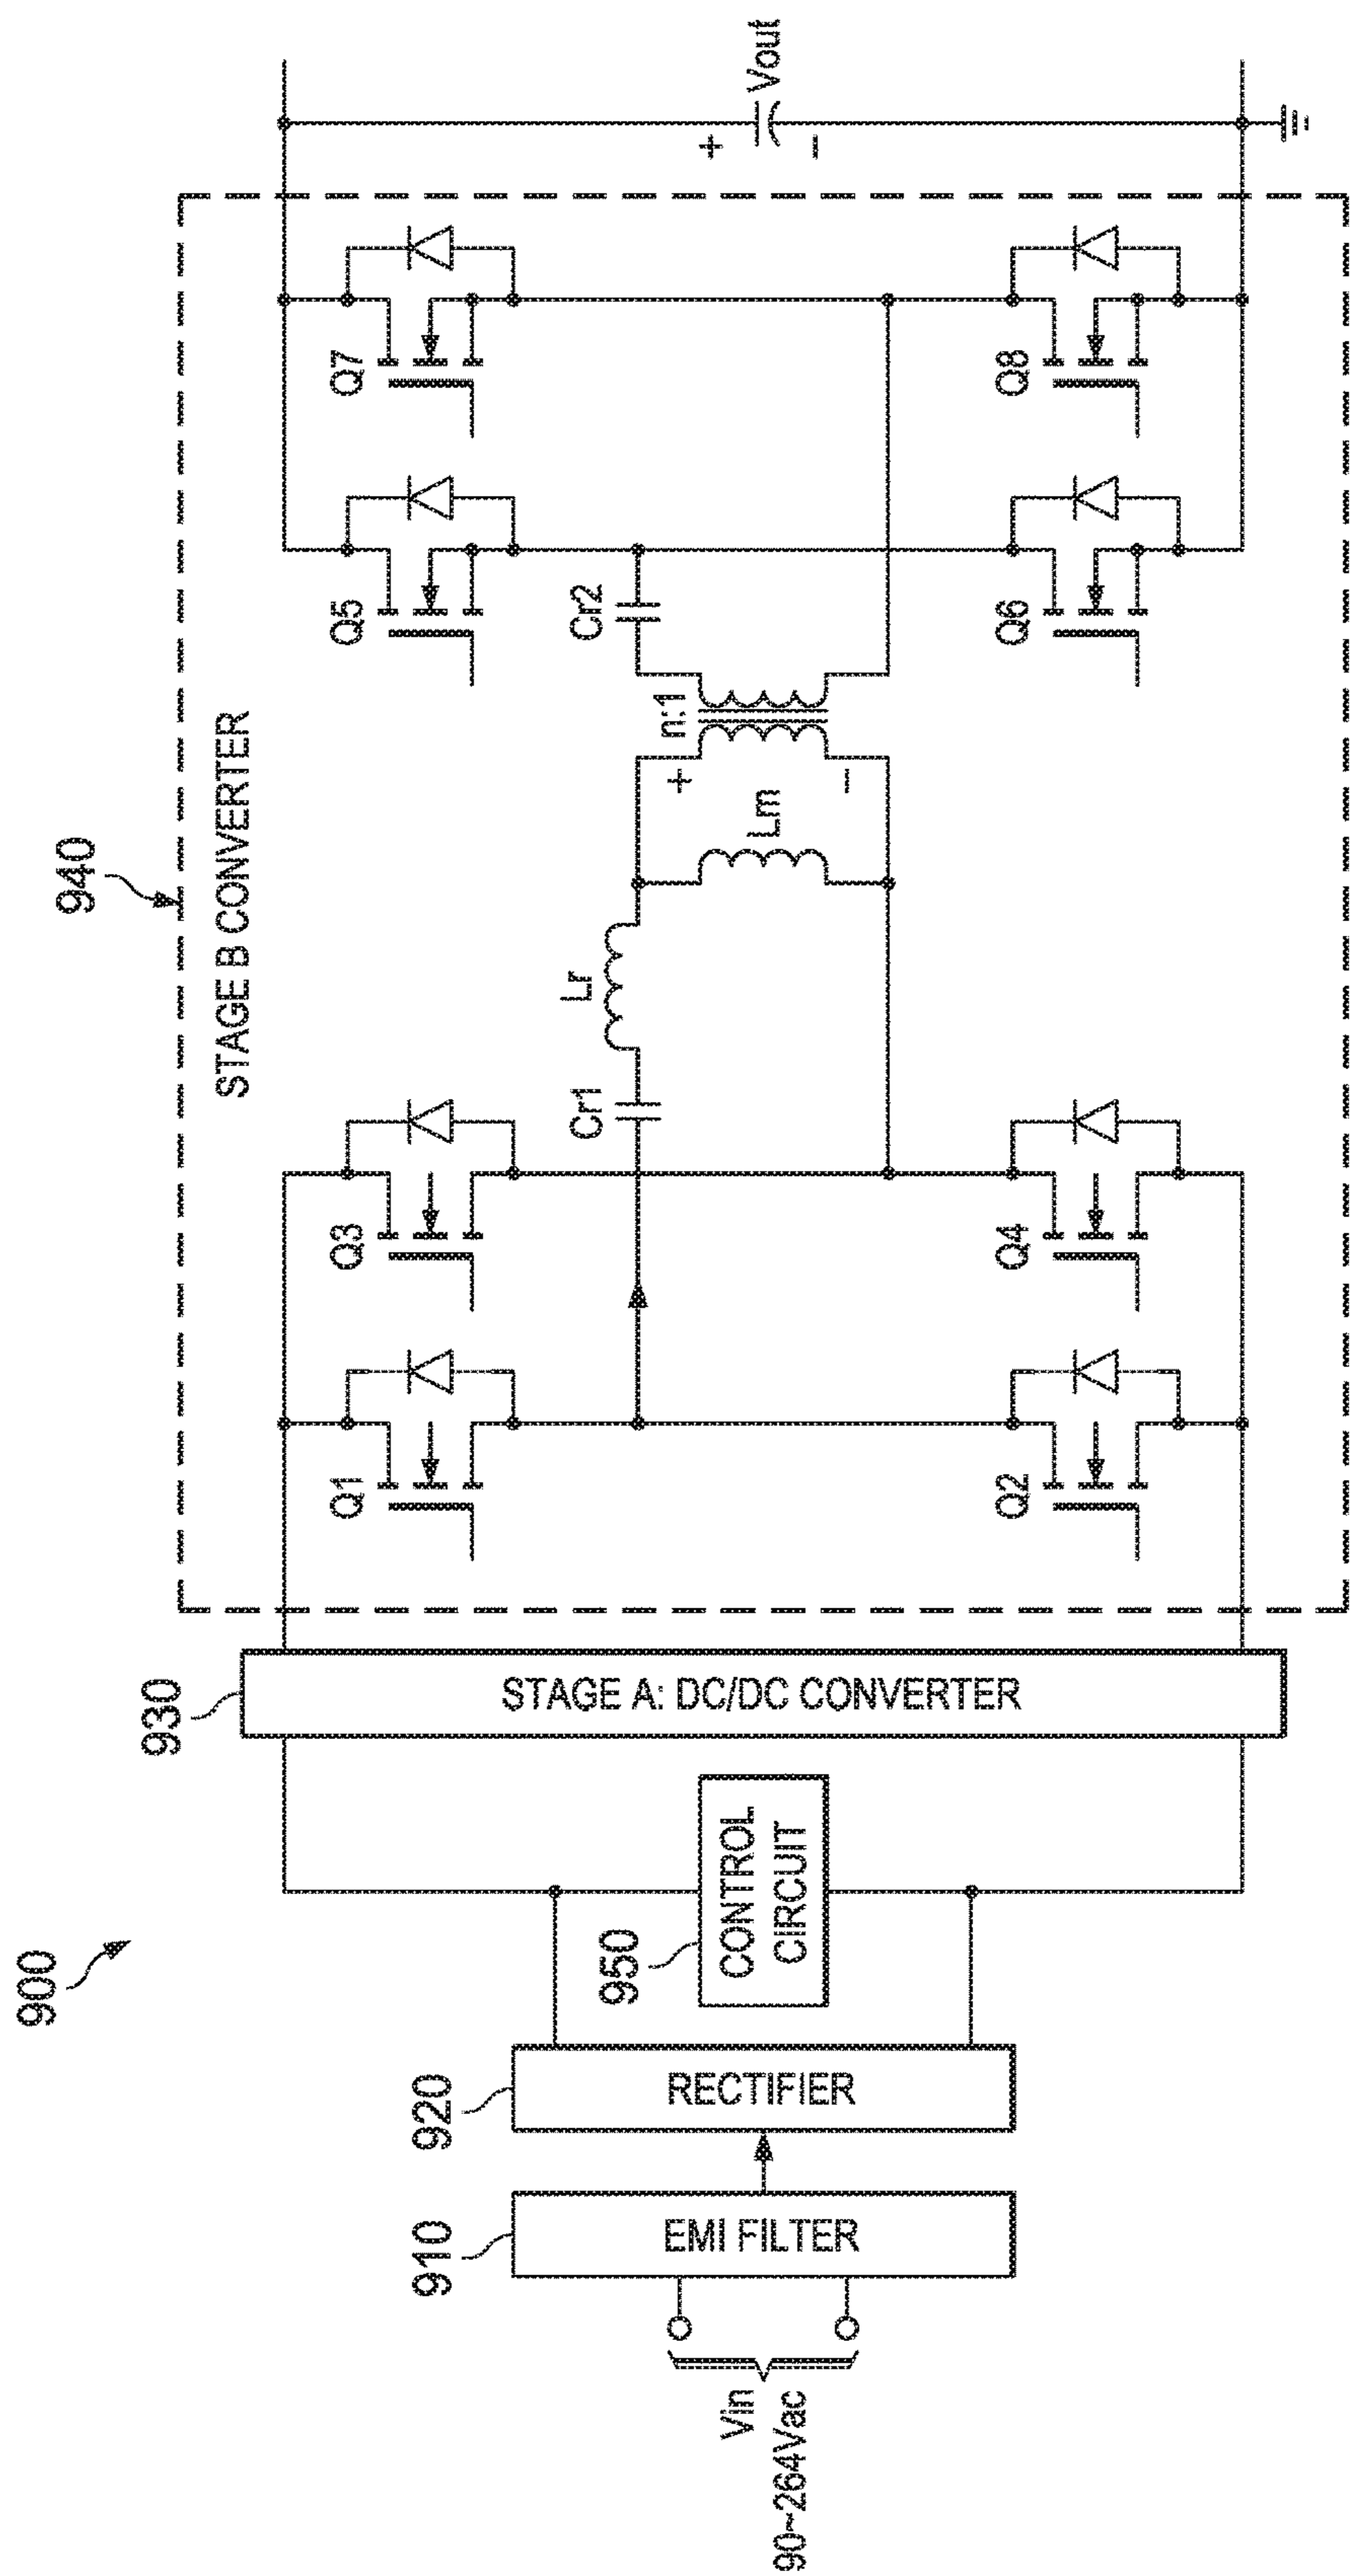 900
940
STAGE B CONVERTER
Vin
90~264Vac
910
EMI FILTER
920
RECTIFIER
950
CONTROL
CIRCUIT
930
STAGE A: DC/DC CONVERTER
Q1
Q3
Q2
Q4
Cr1
Lr
Lm
+
−
n:1
Cr2
Q5
Q7
Q6
Q8
+
−
Vout